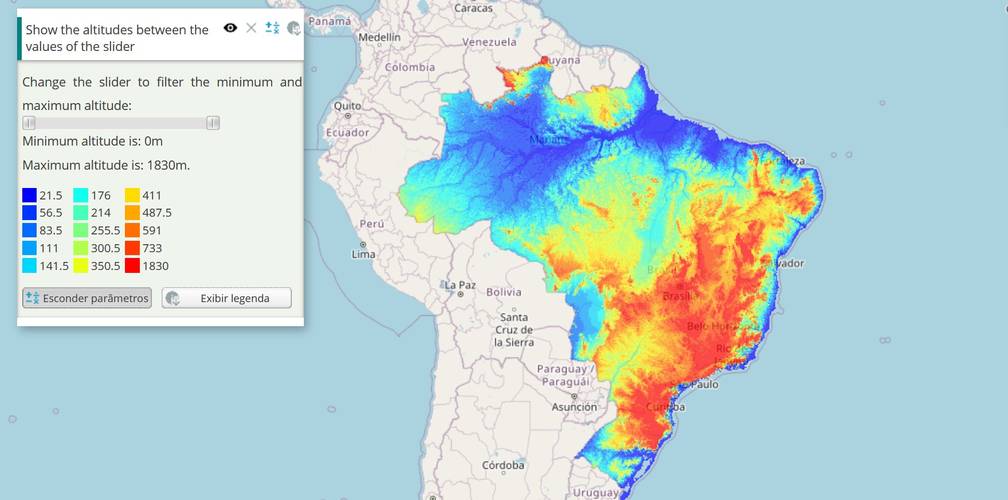 Show the altitudes between the
values of the slider
Change the slider to filter the minimum and
maximum altitude:
Minimum altitude is: 0m
Maximum altitude is: 1830m.
21.5 176 411
56.5 214 487.5
83.5 255.5 591
111 300.5 733
141.5 350.5 1830
Esconder parâmetros Exibir legenda
Caracas
Panamá
Medellín
Venezuela
Colombia
Guyana
Quito
Ecuador
Manaus
Fortaleza
Perú
Lima
Salvador
Brasil
La Paz
Bolivia
Brasília
Santa
Cruz de
la Sierra
Belo Horizonte
Paraguay /
Paraguái
São Paulo
Asunción
Curitiba
Córdoba
Uruguay